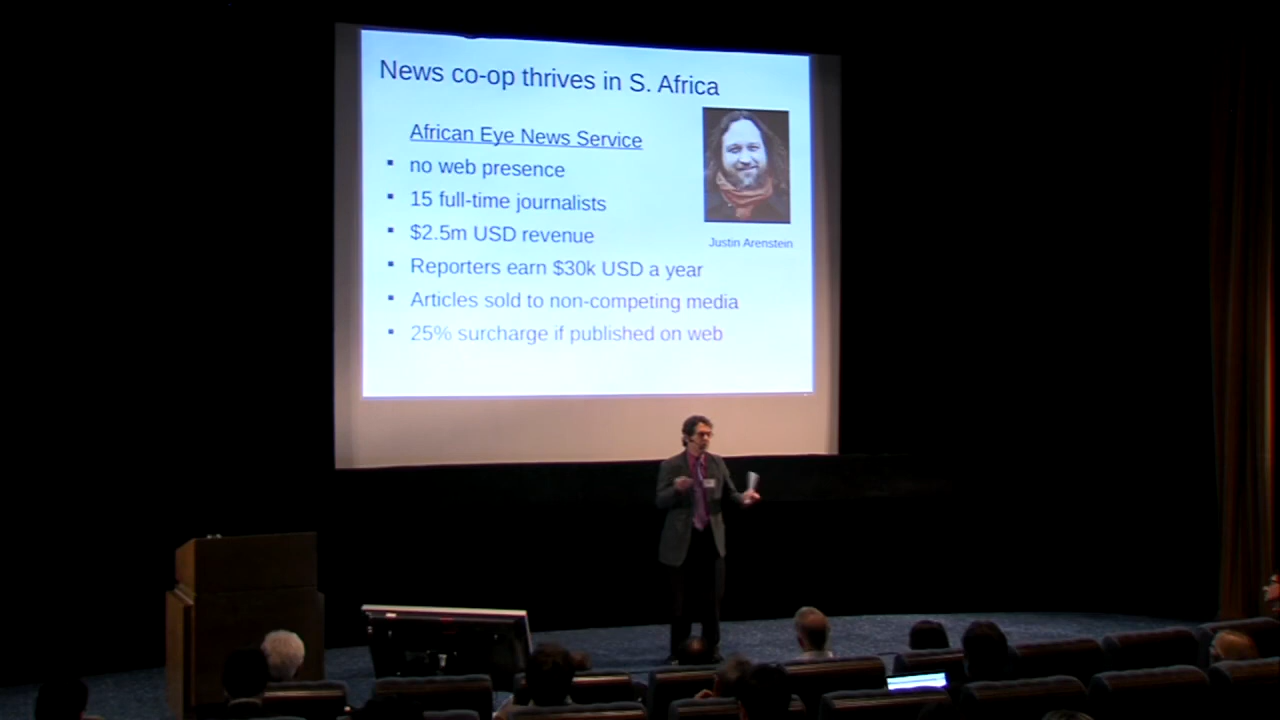 News co-op thrives in S. Africa
African Eye News Service
▪ no web presence
▪ 15 full-time journalists
▪ $2.5m USD revenue
Justin Arenstein
▪ Reporters earn $30k USD a year
▪ Articles sold to non-competing media
▪ 25% surcharge if published on web